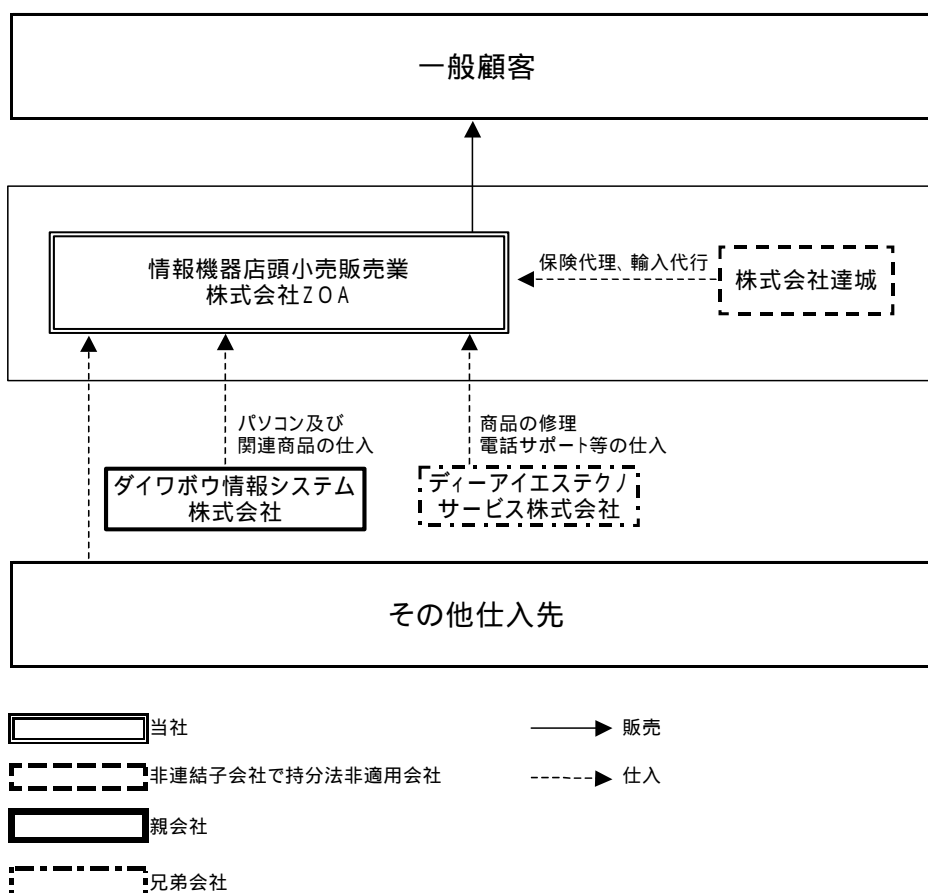 一般顧客
情報機器店頭小売販売業
株式会社ZOA
保険代理、輸入代行
株式会社達城
パソコン及び
関連商品の仕入
商品の修理
電話サポート等の仕入
ダイワボウ情報システム
株式会社
ディーアイエステクノ
サービス株式会社
その他仕入先
当社
販売
非連結子会社で持分法非適用会社
仕入
親会社
兄弟会社